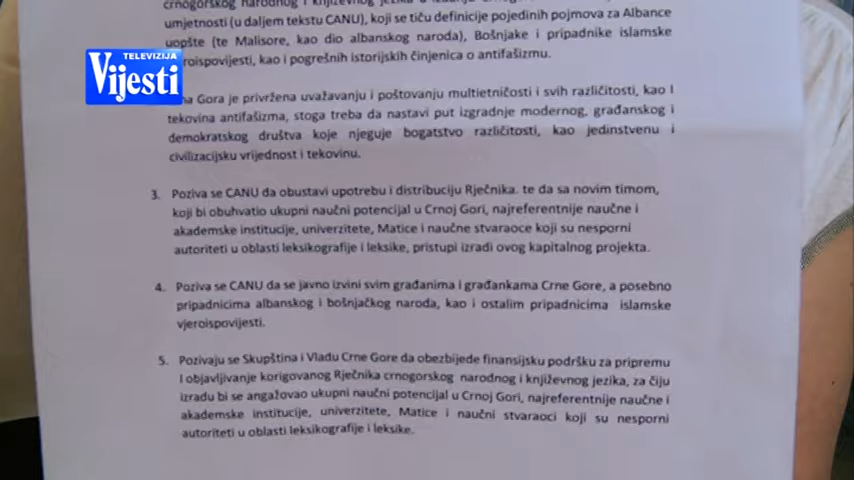 crnogorskog narodnog i književnog jezika
umjetnosti (u daljem tekstu CANU), koji se tiču definicije pojedinih pojmova za Albance
uopšte (te Malisore, kao dio albanskog naroda), Bošnjake i pripadnike islamske
vjeroispovijesti, kao i pogrešnih istorijskih činjenica o antifašizmu.
TELEVIZIJA
Vijesti
Gora je privržena uvažavanju i poštovanju multietničosti i svih različitosti, kao I
tekovina antifašizma, stoga treba da nastavi put izgradnje modernog, građanskog i
demokratskog društva koje njeguje bogatstvo različitosti, kao jedinstvenu i
civilizacijsku vrijednost i tekovinu.
3. Poziva se CANU da obustavi upotrebu i distribuciju Rječnika. te da sa novim timom,
koji bi obuhvatio ukupni naučni potencijal u Crnoj Gori, najreferentnije naučne i
akademske institucije, univerzitete, Matice i naučne stvaraoce koji su nesporni
autoriteti u oblasti leksikografije i leksike, pristupi izradi ovog kapitalnog projekta.
4. Poziva se CANU da se javno izvini svim građanima i građankama Crne Gore, a posebno
pripadnicima albanskog i bošnjačkog naroda, kao i ostalim pripadnicima islamske
vjeroispovijesti.
5. Pozivaju se Skupština i Vladu Crne Gore da obezbijede finansijsku podršku za pripremu
I objavljivanje korigovanog Rječnika crnogorskog narodnog i književnog jezika, za čiju
izradu bi se angažovao ukupni naučni potencijal u Crnoj Gori, najreferentnije naučne i
akademske institucije, univerzitete, Matice i naučni stvaraoci koji su nesporni
autoriteti u oblasti leksikografije i leksike.